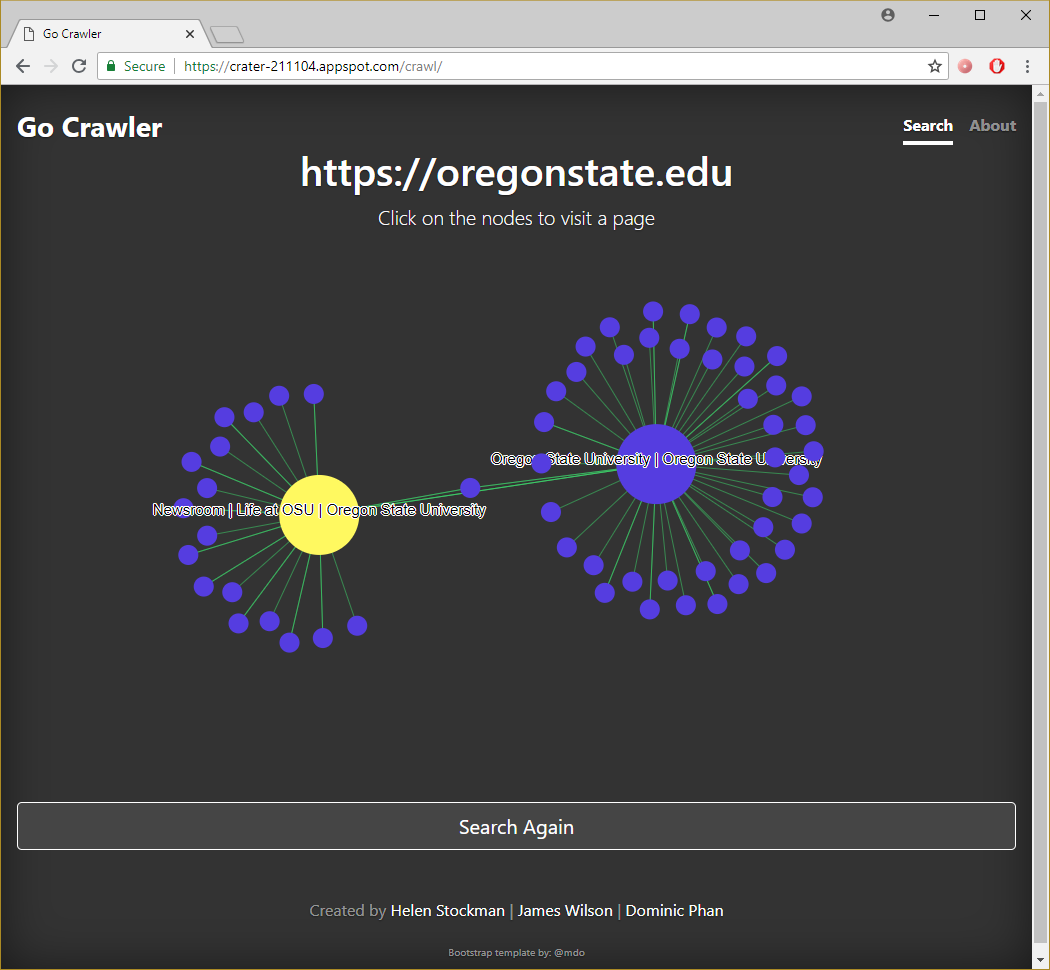 Go Crawler
Secure
https://crater-211104.appspot.com/crawl/
Go Crawler
Search
About
https://oregonstate.edu
Click on the nodes to visit a page
Oregon State University | Oregon State University
Newsroom | Life at OSU | Oregon State University
Search Again
Created by Helen Stockman | James Wilson | Dominic Phan
Bootstrap template by: @mdo